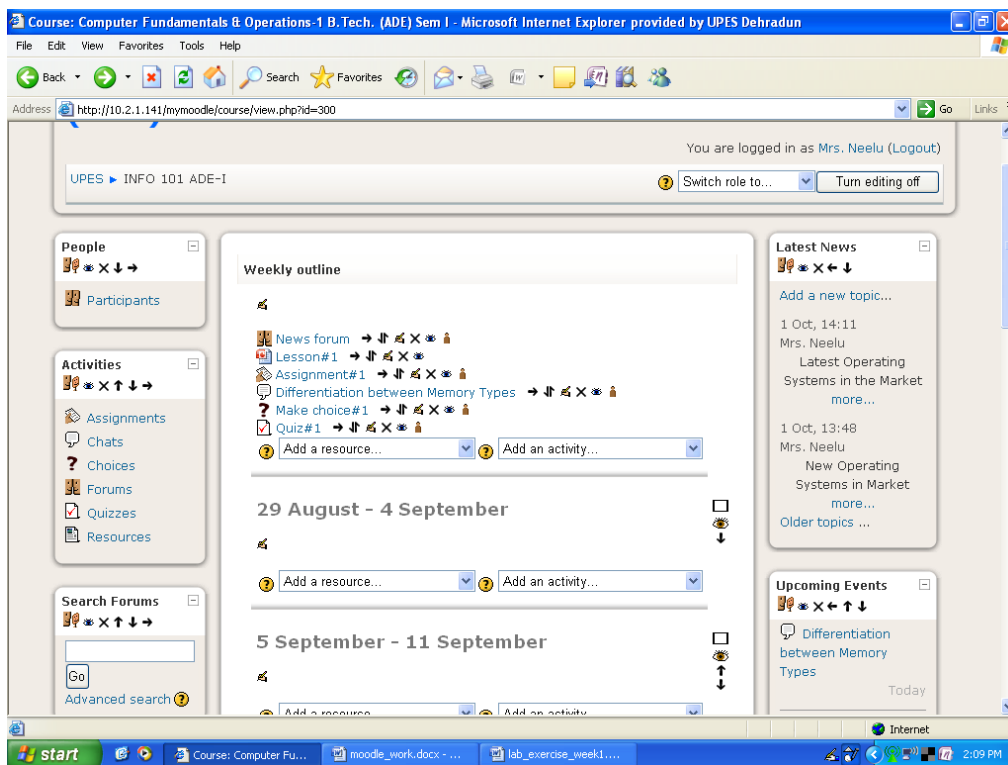 Course: Computer Fundamentals & Operations-1 B.Tech. (ADE) Sem I - Microsoft Internet Explorer provided by UPES Dehradun
File Edit View Favorites Tools Help
Back Search Favorites
Address http://10.2.1.141/mymoodle/course/view.php?id=300 Go Links
You are logged in as Mrs. Neelu (Logout)
UPES ► INFO 101 ADE-I Switch role to... Turn editing off
People
Participants
Activities
Assignments
Chats
Choices
Forums
Quizzes
Resources
Search Forums
Go
Advanced search
Weekly outline
News forum
Lesson#1
Assignment#1
Differentiation between Memory Types
Make choice#1
Quiz#1
Add a resource... Add an activity...
29 August - 4 September
Add a resource... Add an activity...
5 September - 11 September
Add a resource Add an activity
Latest News
Add a new topic...
1 Oct, 14:11
Mrs. Neelu
Latest Operating
Systems in the Market
more...
1 Oct, 13:48
Mrs. Neelu
New Operating
Systems in Market
more...
Older topics ...
Upcoming Events
Differentiation
between Memory
Types
Today
Internet
start Course: Computer Fu... moodle_work.docx - ... lab_exercise_week1.... 2:09 PM